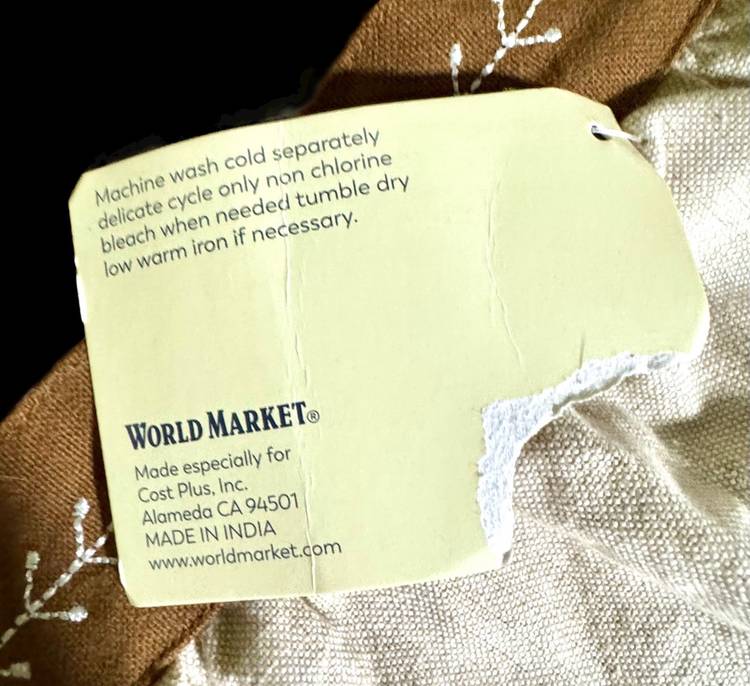 Machine wash cold separately
delicate cycle only non chlorine
bleach when needed tumble dry
low warm iron if necessary.
WORLD MARKET®
Made especially for
Cost Plus, Inc.
Alameda CA 94501
MADE IN INDIA
www.worldmarket.com